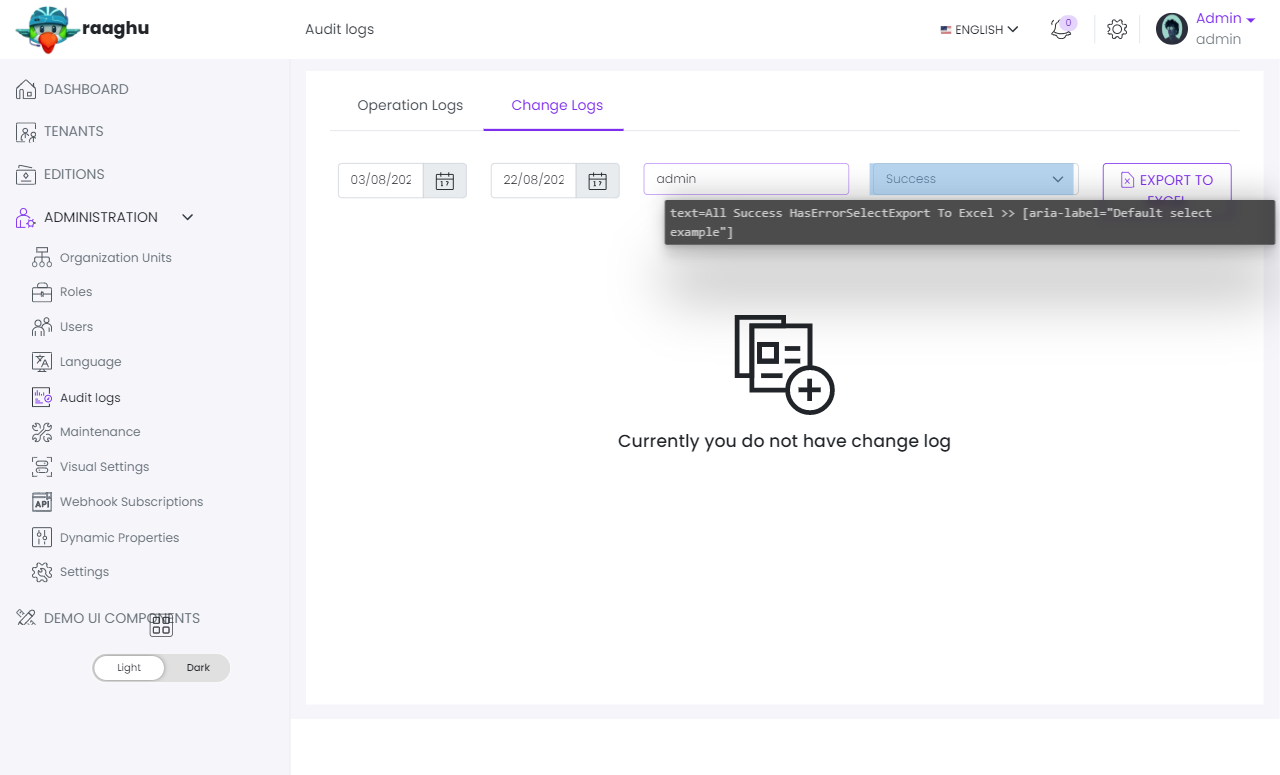 raaghu
Audit logs
ENGLISH
0
Admin
admin
DASHBOARD
TENANTS
EDITIONS
ADMINISTRATION
Organization Units
Roles
Users
Language
Audit logs
Maintenance
Visual Settings
API
Webhook Subscriptions
Dynamic Properties
Settings
DEMO UI COMPONENTS
Light
Dark
Operation Logs
Change Logs
03/08/202
17
22/08/202
17
admin
Success
EXPORT TO
EXCEL
text=All Success HasErrorSelectExport To Excel >> [aria-label="Default select
example"]
Currently you do not have change log